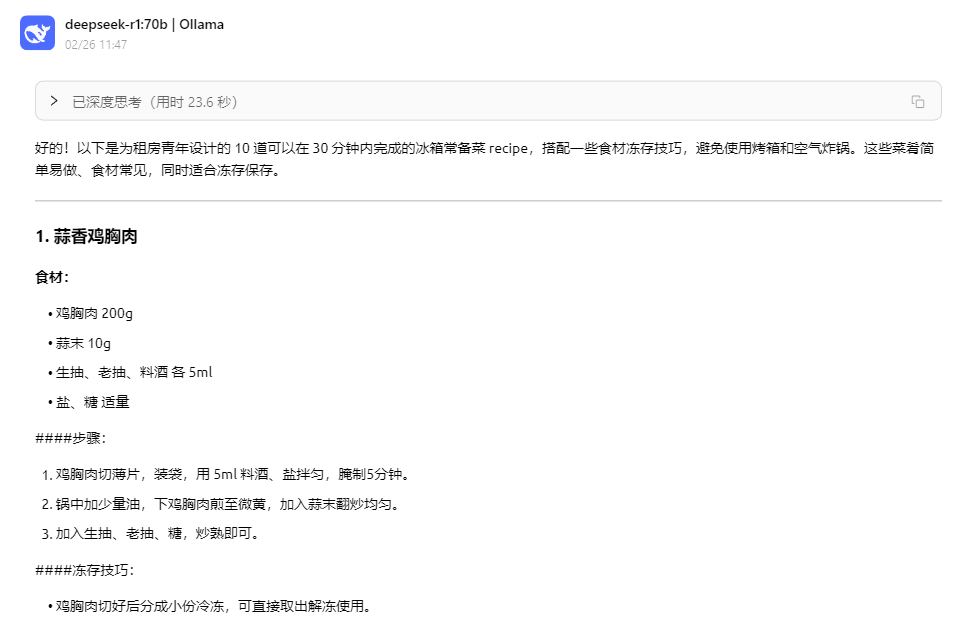 deepseek-r1:70b | Ollama
02/26 11:47
已深度思考（用时 23.6 秒）
好的！以下是为租房青年设计的 10 道可以在 30 分钟内完成的冰箱常备菜 recipe，搭配一些食材冻存技巧，避免使用烤箱和空气炸锅。这些菜肴简
单易做、食材常见，同时适合冻存保存。
1. 蒜香鸡胸肉
食材：
• 鸡胸肉 200g
• 蒜末 10g
• 生抽、老抽、料酒 各 5ml
• 盐、糖 适量
####步骤：
1. 鸡胸肉切薄片，装袋，用 5ml 料酒、盐拌匀，腌制5分钟。
2. 锅中加少量油，下鸡胸肉煎至微黄，加入蒜末翻炒均匀。
3. 加入生抽、老抽、糖，炒熟即可。
####冻存技巧：
• 鸡胸肉切好后分成小份冷冻，可直接取出解冻使用。